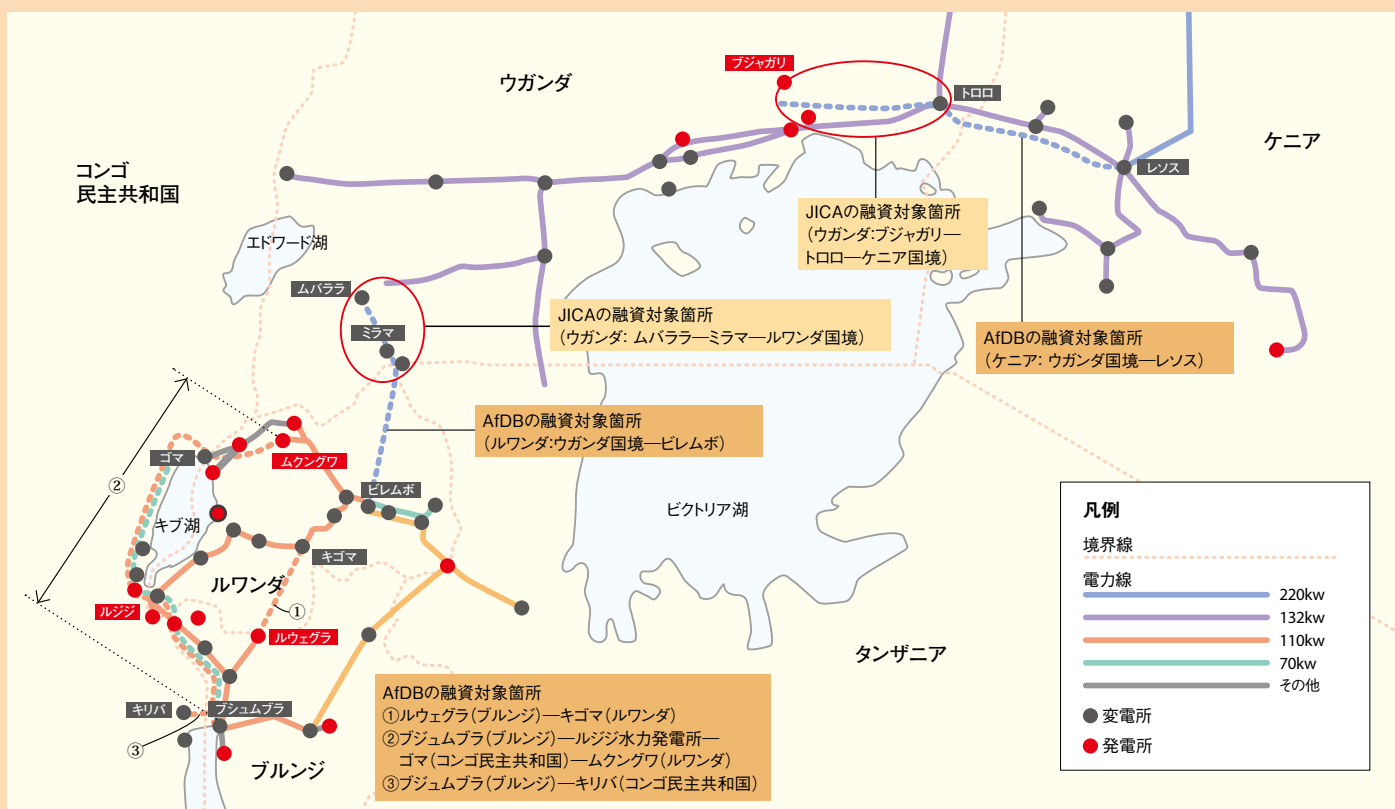 ウガンダ
ブジャガリ
トロロ
ケニア
コンゴ
民主共和国
レソス
エドワード湖
JICAの融資対象箇所
（ウガンダ:ブジャガリ―
トロロ―ケニア国境）
ムバララ
JICAの融資対象箇所
（ウガンダ： ムバララ―ミラマ―ルワンダ国境）
ミラマ
AfDBの融資対象箇所
（ケニア： ウガンダ国境―レソス）
AfDBの融資対象箇所
（ルワンダ:ウガンダ国境―ビレムボ）
ゴマ
ムクングワ
②
ビレムボ
キブ湖
ビクトリア湖
キゴマ
ルワンダ
①
ルジジ
ルウェグラ
タンザニア
キリバ
ブシュムブラ
③
ブルンジ
AfDBの融資対象箇所
①ルウェグラ（ブルンジ）―キゴマ（ルワンダ）
②ブジュムブラ（ブルンジ）―ルジジ水力発電所―
ゴマ（コンゴ民主共和国）―ムクングワ（ルワンダ）
③ブジュムブラ（ブルンジ）―キリバ（コンゴ民主共和国）
凡例
境界線
電力線
220kw
132kw
110kw
70kw
その他
変電所
発電所